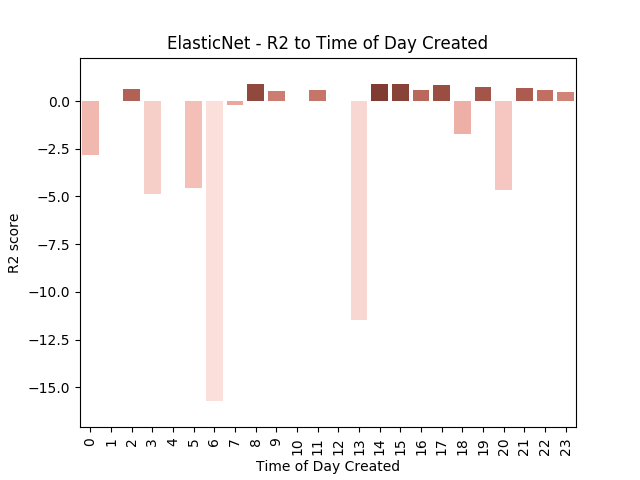 ElasticNet - R2 to Time of Day Created
R2 score
0.0
−2.5
−5.0
−7.5
−10.0
−12.5
−15.0
0 1 2 3 4 5 6 7 8 9 10 11 12 13 14 15 16 17 18 19 20 21 22 23
Time of Day Created